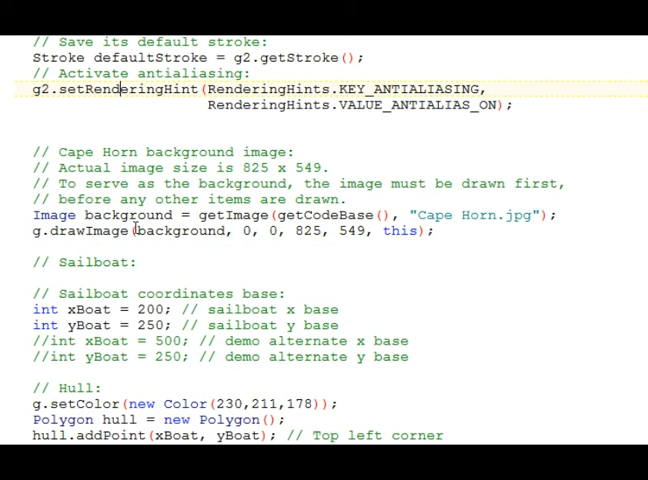 // Save its default stroke:
Stroke defaultStroke = g2.getStroke();
// Activate antialiasing:
g2.setRenderingHint(RenderingHints.KEY_ANTIALIASING,
RenderingHints.VALUE_ANTIALIAS_ON);
// Cape Horn background image:
// Actual image size is 825 x 549.
// To serve as the background, the image must be drawn first,
// before any other items are drawn.
Image background = getImage(getCodeBase(), "Cape Horn.jpg");
g.drawImage(background, 0, 0, 825, 549, this);
// Sailboat:
// Sailboat coordinates base:
int xBoat = 200; // sailboat x base
int yBoat = 250; // sailboat y base
//int xBoat = 500; // demo alternate x base
//int yBoat = 250; // demo alternate y base
// Hull:
g.setColor(new Color(230,211,178));
Polygon hull = new Polygon();
hull.addPoint(xBoat, yBoat); // Top left corner